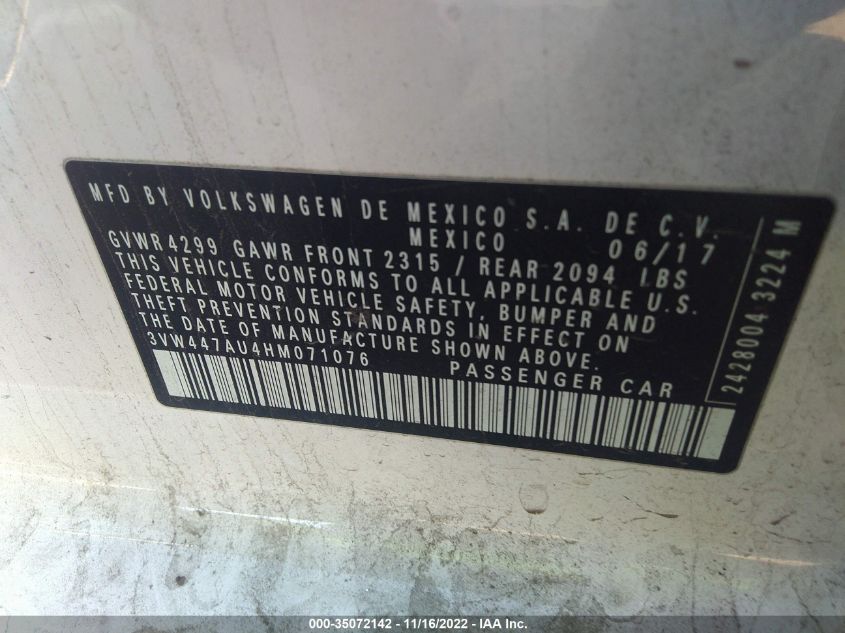 MFD BY VOLKSWAGEN DE MEXICO S.A. DE C.V.
MEXICO 06/17
GVWR 4299 GAWR FRONT 2315 / REAR 2094 LBS
THIS VEHICLE CONFORMS TO ALL APPLICABLE U.S.
FEDERAL MOTOR VEHICLE SAFETY, BUMPER AND
THEFT PREVENTION STANDARDS IN EFFECT ON
THE DATE OF MANUFACTURE SHOWN ABOVE.
3VW447AU4HM071076 PASSENGER CAR
2428004 3224 M
000-35072142 - 11/16/2022 - IAA Inc.